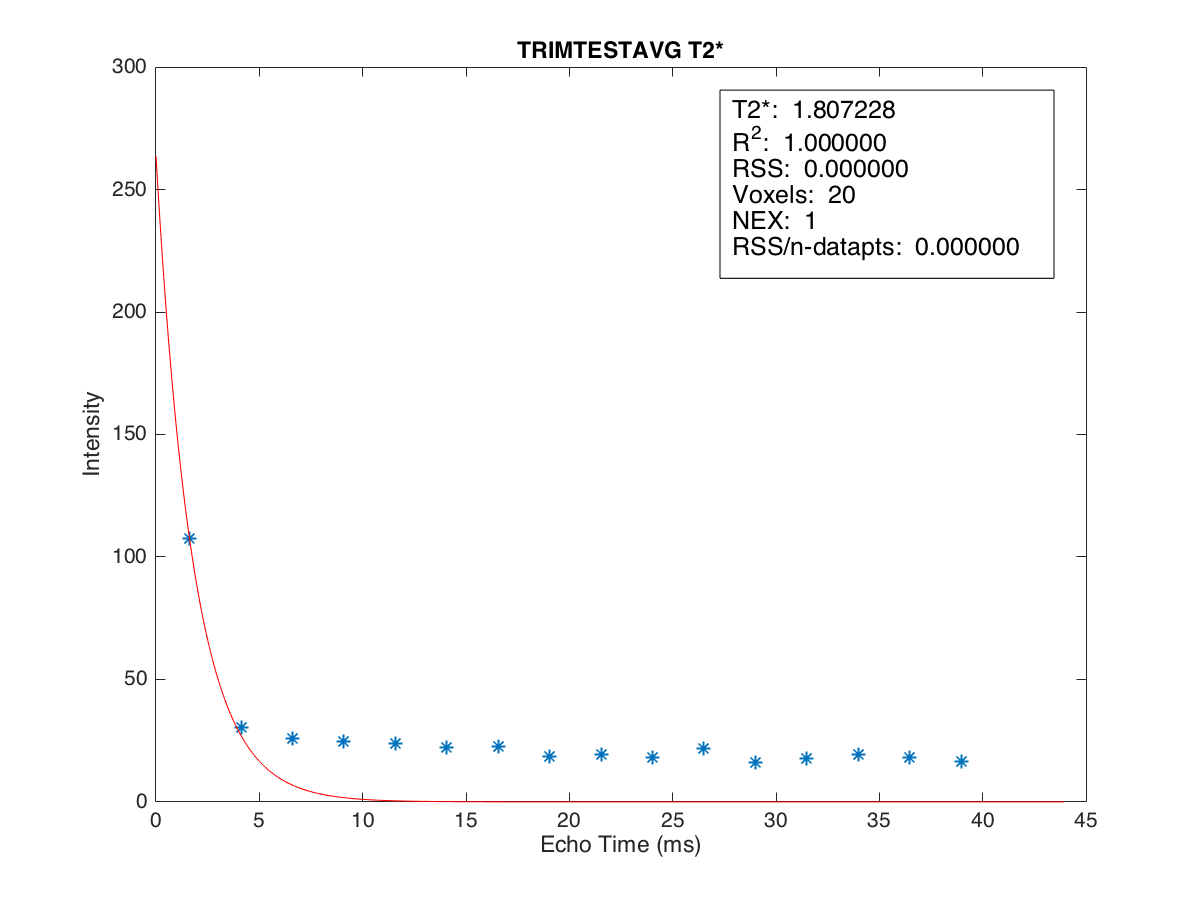 TRIMTESTAVG T2*
T2*: 1.807228
R²: 1.000000
RSS: 0.000000
Voxels: 20
NEX: 1
RSS/n-datapts: 0.000000
300
250
200
150
100
50
0
Intensity
0 5 10 15 20 25 30 35 40 45
Echo Time (ms)